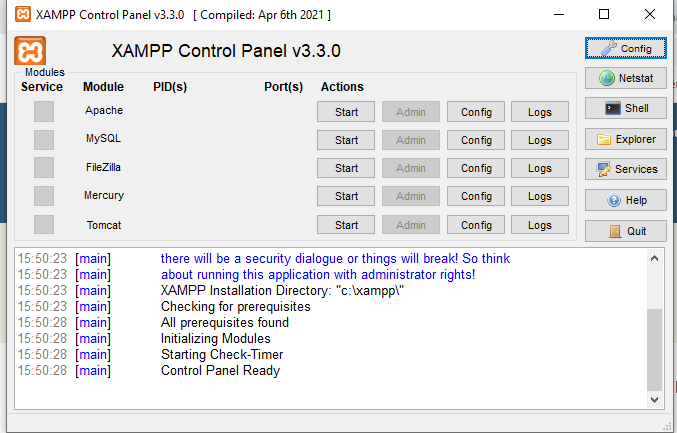 XAMPP Control Panel v3.3.0 [ Compiled: Apr 6th 2021 ]
XAMPP Control Panel v3.3.0
Config
Modules
Service Module PID(s) Port(s) Actions
Netstat
Apache Start Admin Config Logs
Shell
MySQL Start Admin Config Logs
Explorer
FileZilla Start Admin Config Logs
Services
Mercury Start Admin Config Logs
Help
Tomcat Start Admin Config Logs
Quit
15:50:23 [main] there will be a security dialogue or things will break! So think
15:50:23 [main] about running this application with administrator rights!
15:50:23 [main] XAMPP Installation Directory: "c:\xampp\"
15:50:23 [main] Checking for prerequisites
15:50:28 [main] All prerequisites found
15:50:28 [main] Initializing Modules
15:50:28 [main] Starting Check-Timer
15:50:28 [main] Control Panel Ready